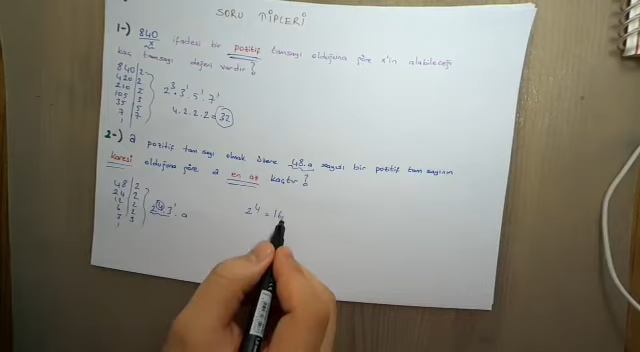 SORU TİPLERİ
1-) 840/x ifadesi bir pozitif tamsayı olduğuna göre x'in alabileceği
kaç tamsayı değeri vardır?
840 | 2
420 | 2
210 | 2
105 | 3
35 | 5
7 | 7
1
2³.3¹.5¹.7¹
4.2.2.2=32
2-) a pozitif tam sayı olmak üzere 48.a sayısı bir pozitif tam sayının
karesi olduğuna göre a en az kaçtır?
48 | 2
24 | 2
12 | 2
6 | 2
3 | 3
1
2⁴.3¹.a
2⁴=16